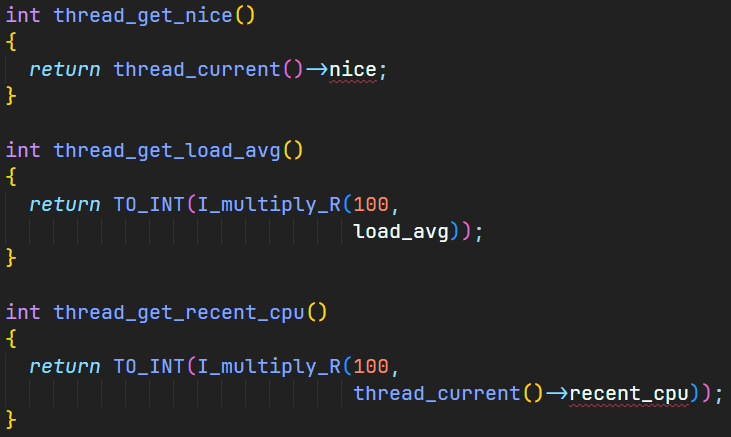 int thread_get_nice()
{
  return thread_current()->nice;
}

int thread_get_load_avg()
{
  return TO_INT(I_multiply_R(100,
                             load_avg));
}

int thread_get_recent_cpu()
{
  return TO_INT(I_multiply_R(100,
                             thread_current()->recent_cpu));
}